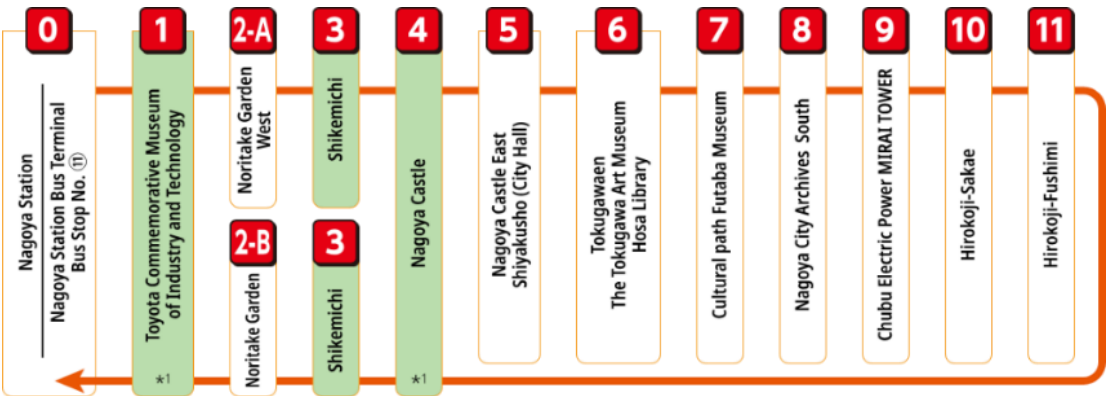 0
Nagoya Station
Nagoya Station Bus Terminal
Bus Stop No. ⑪
1
Toyota Commemorative Museum
of Industry and Technology
*1
2-A
Noritake Garden
West
2-B
Noritake Garden
3
Shikemichi
3
Shikemichi
4
Nagoya Castle
*1
5
Nagoya Castle East
Shiyakusho (City Hall)
6
Tokugawaen
The Tokugawa Art Museum
Hosa Library
7
Cultural path Futaba Museum
8
Nagoya City Archives South
9
Chubu Electric Power MIRAI TOWER
10
Hirokoji-Sakae
11
Hirokoji-Fushimi